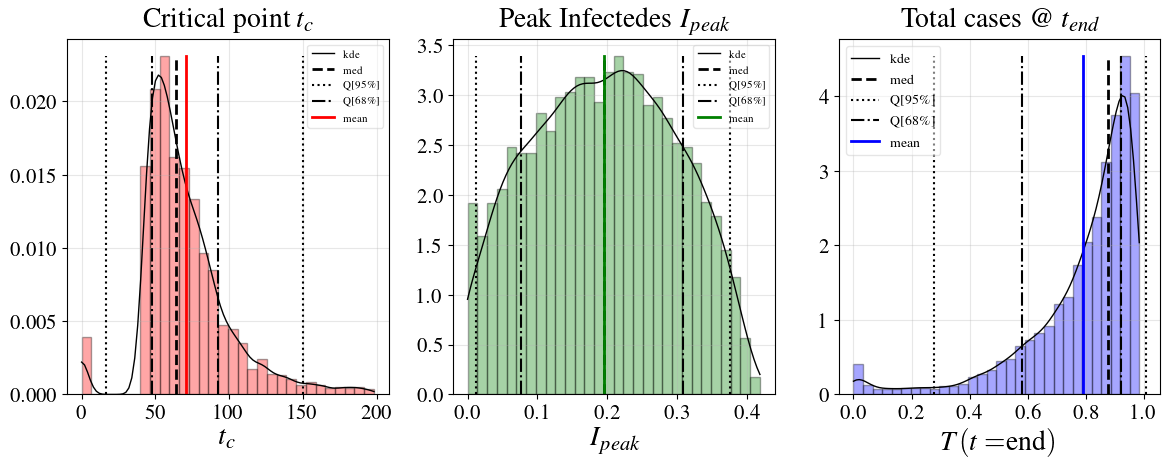 Critical point t_c
kde
med
Q[95%]
Q[68%]
mean
0.020
0.015
0.010
0.005
0.000
0
50
100
150
200
t_c
Peak Infectedes I_peak
kde
med
Q[95%]
Q[68%]
mean
3.5
3.0
2.5
2.0
1.5
1.0
0.5
0.0
0.0
0.1
0.2
0.3
0.4
I_peak
Total cases @ t_end
kde
med
Q[95%]
Q[68%]
mean
4
3
2
1
0
0.0
0.2
0.4
0.6
0.8
1.0
T(t =end)